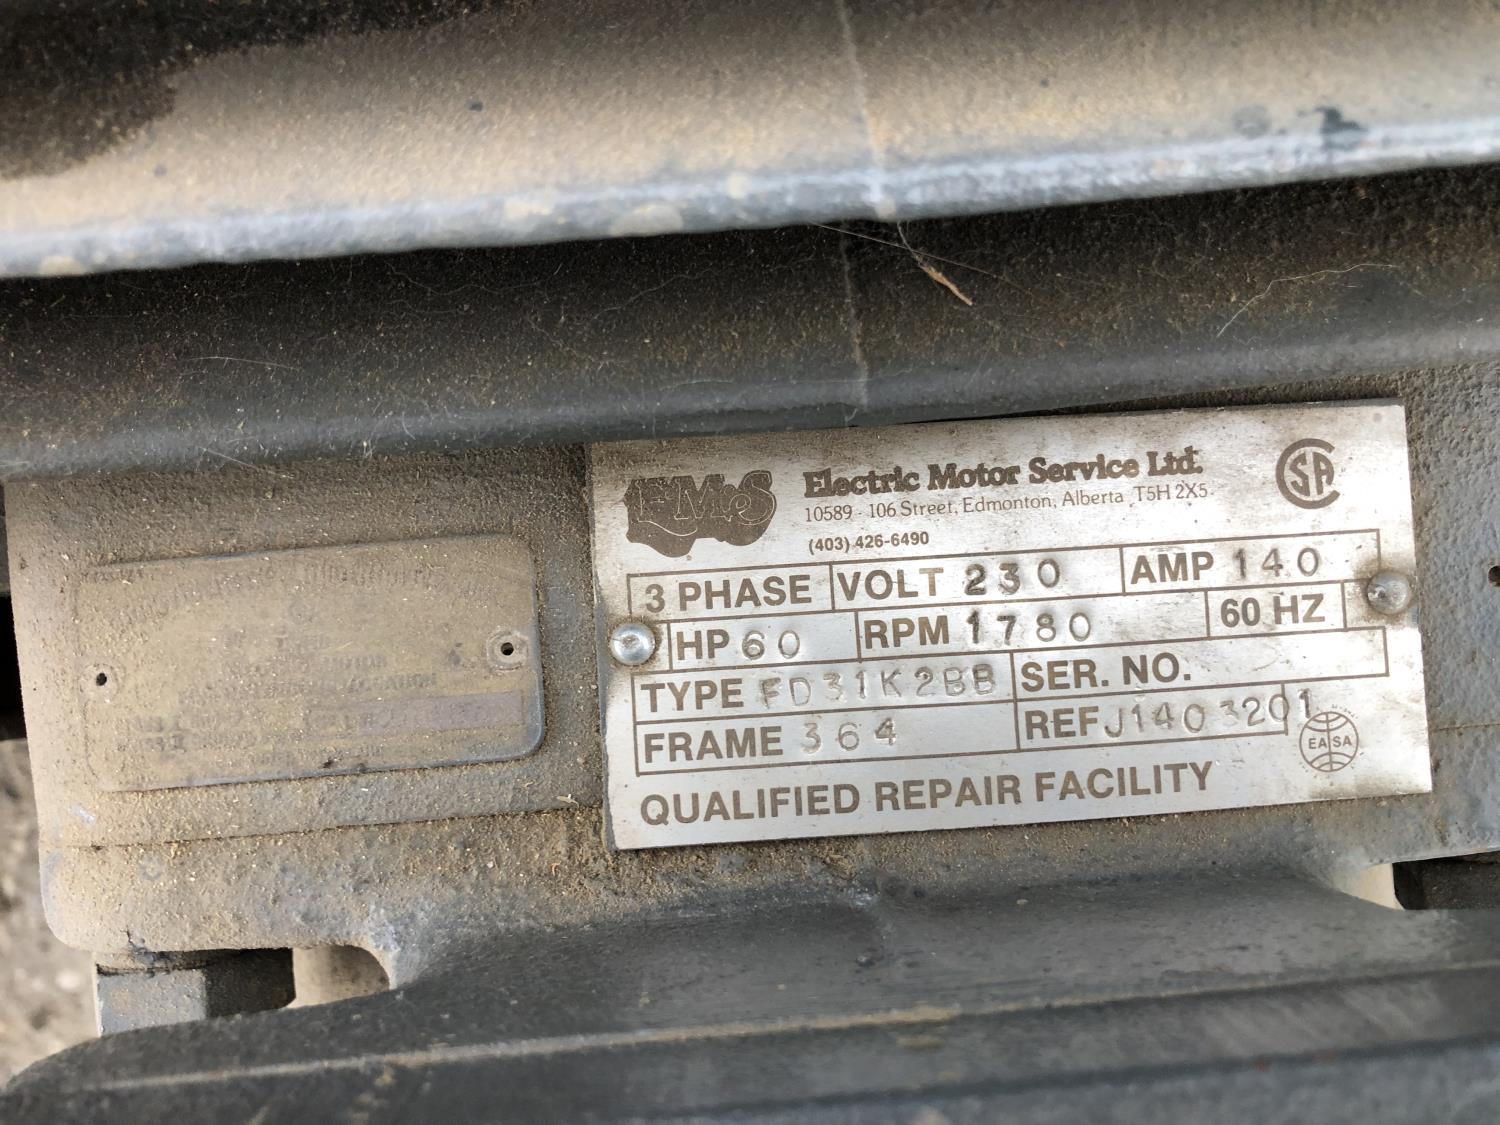 EMS
Electric Motor Service Ltd.
10589 - 106 Street, Edmonton, Alberta T5H 2X5
(403) 426-6490
CSA
3 PHASE VOLT 230 AMP 140
HP 60 RPM 1780 60 HZ
TYPE FD31K2BB SER. NO.
FRAME 364 REF J1403201
EASA
QUALIFIED REPAIR FACILITY